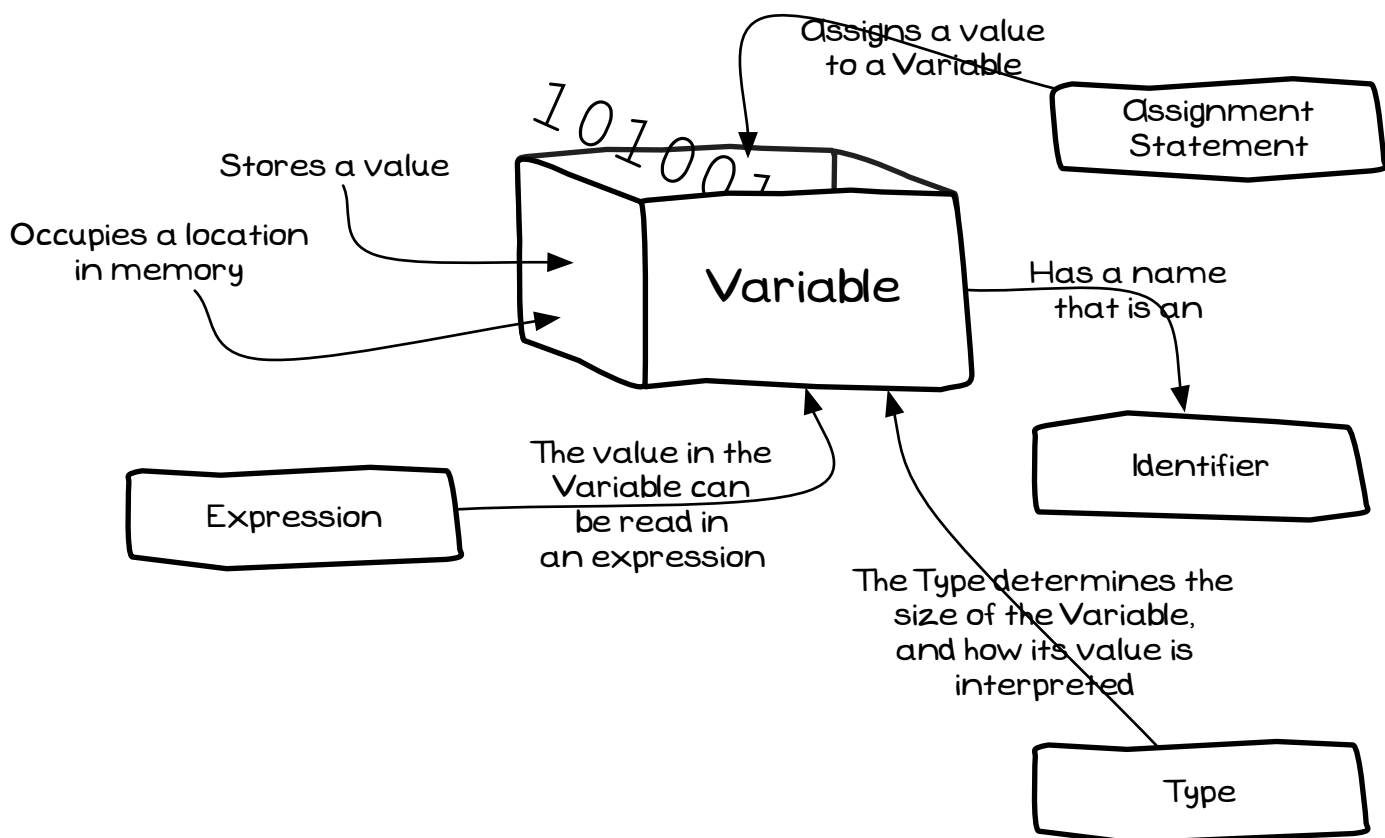 Assigns a value
to a Variable
Assignment
Statement
101001
Stores a value
Occupies a location
in memory
Variable
Has a name
that is an
Identifier
The value in the
Variable can
be read in
an expression
Expression
The Type determines the
size of the Variable,
and how its value is
interpreted
Type